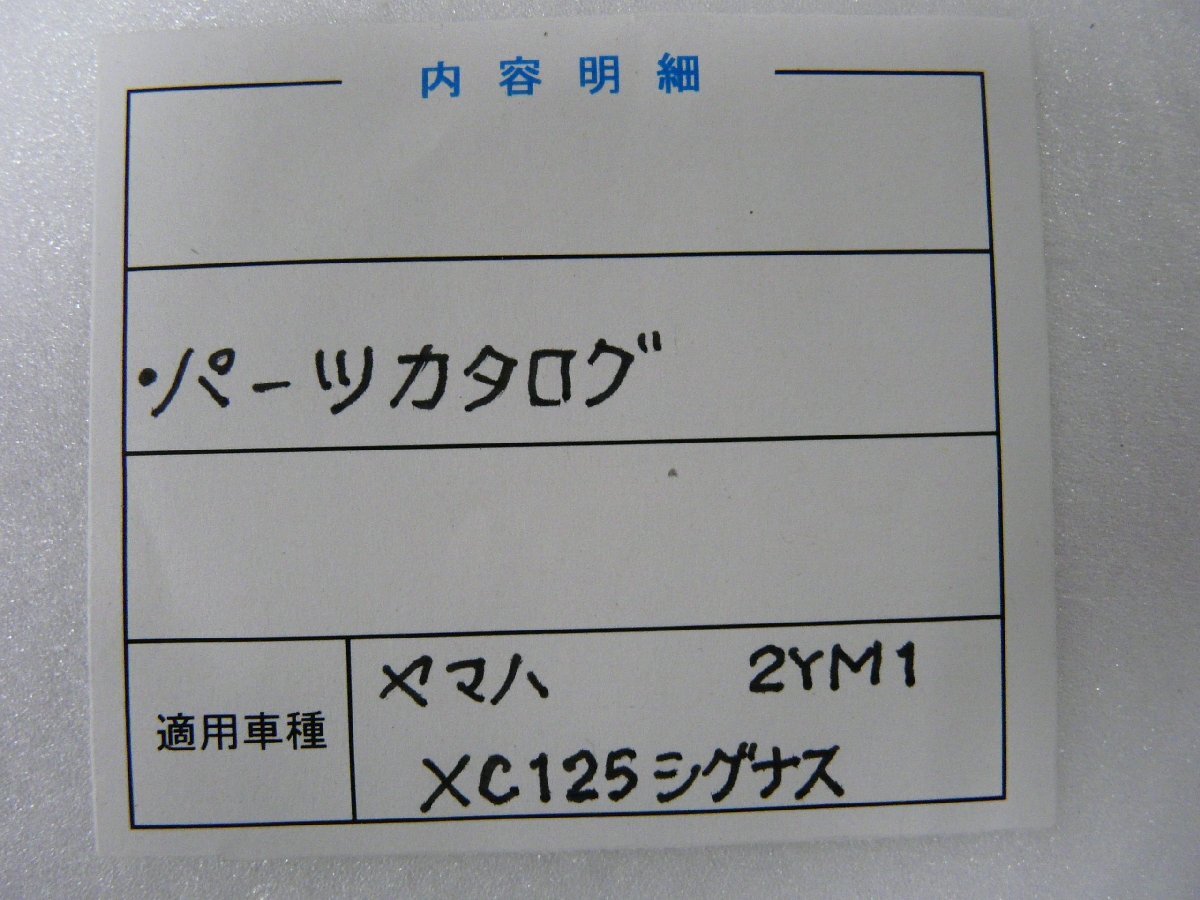 内容明細
・パーツカタログ
ヤマハ 2YM1
適用車種
XC125シグナス